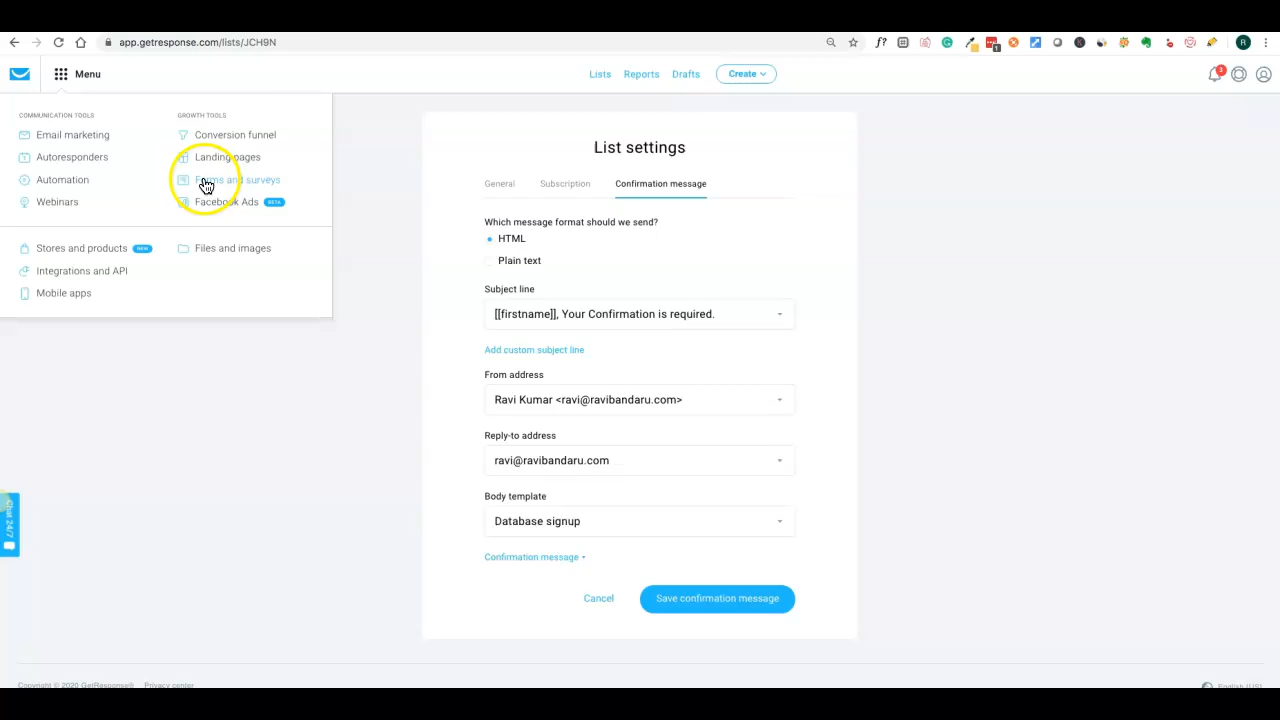 app.getresponse.com/lists/JCH9N
f?
1
R
Menu
Lists
Reports
Drafts
Create
1
COMMUNICATION TOOLS
GROWTH TOOLS
Email marketing
Conversion funnel
Autoresponders
Landing pages
Automation
Forms and surveys
Webinars
Facebook Ads BETA
Stores and products NEW
Files and images
Integrations and API
Mobile apps
List settings
General
Subscription
Confirmation message
Which message format should we send?
HTML
Plain text
Subject line
[[firstname]], Your Confirmation is required.
Add custom subject line
From address
Ravi Kumar <ravi@ravibandaru.com>
Reply-to address
ravi@ravibandaru.com
Body template
Database signup
Confirmation message
Cancel
Save confirmation message
Chat 24/7
Copyright © 2020 GetResponse®
Privacy center
English (US)